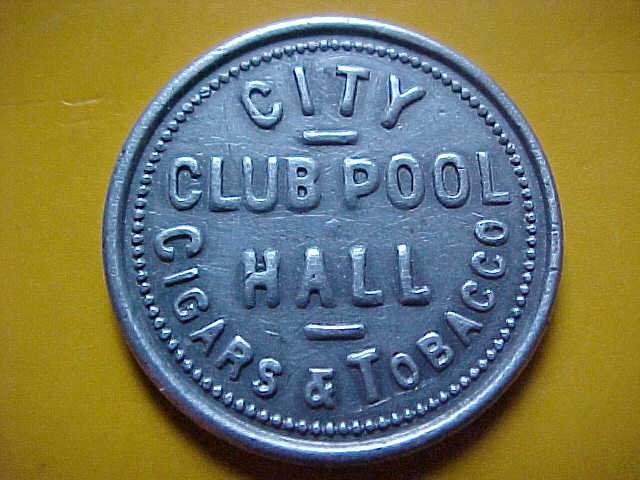 CITY
CLUB POOL
HALL
CIGARS & TOBACCO